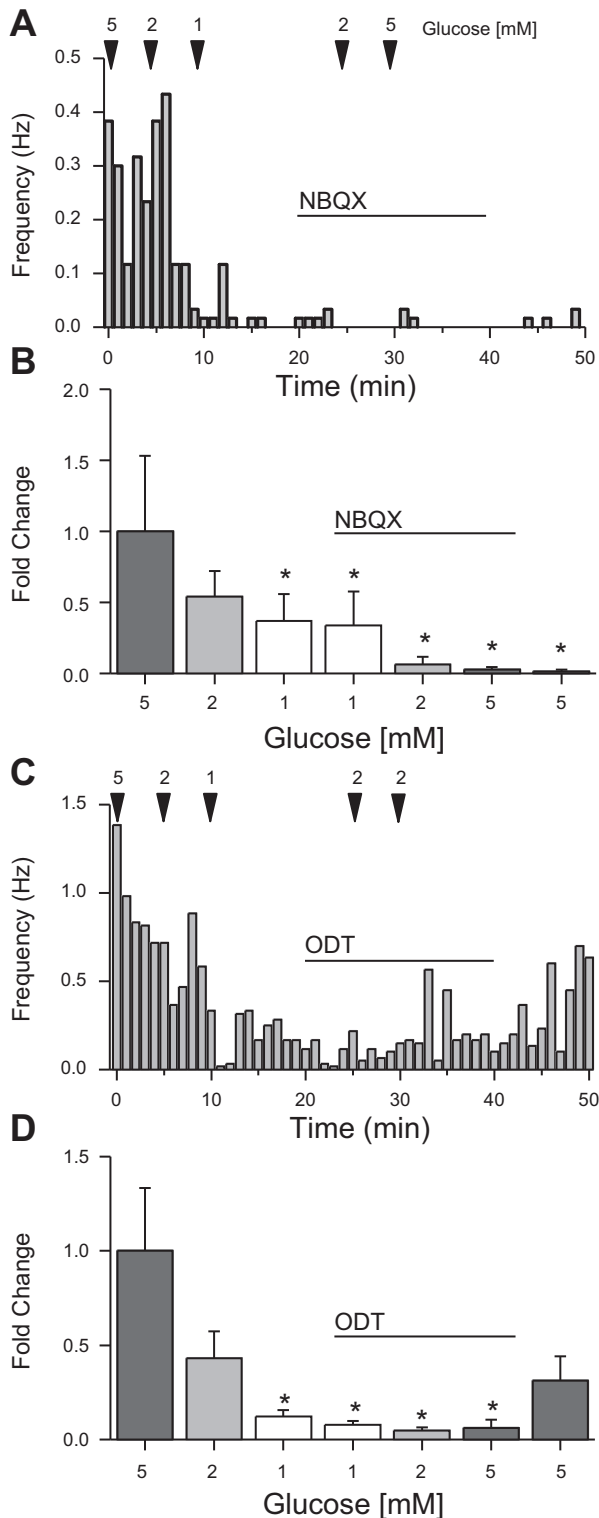 A
5 2 1 2 5 Glucose [mM]
0.5
0.4
0.3
0.2
0.1
0.0
Frequency (Hz)
NBQX
0 10 20 30 40 50
Time (min)
B
2.0
1.5
1.0
0.5
0.0
Fold Change
NBQX
* * * * *
5 2 1 1 2 5 5
Glucose [mM]
C
5 2 1 2 2
1.5
1.0
0.5
0.0
Frequency (Hz)
ODT
0 10 20 30 40 50
Time (min)
D
1.5
1.0
0.5
0.0
Fold Change
ODT
* * * *
5 2 1 1 2 5 5
Glucose [mM]